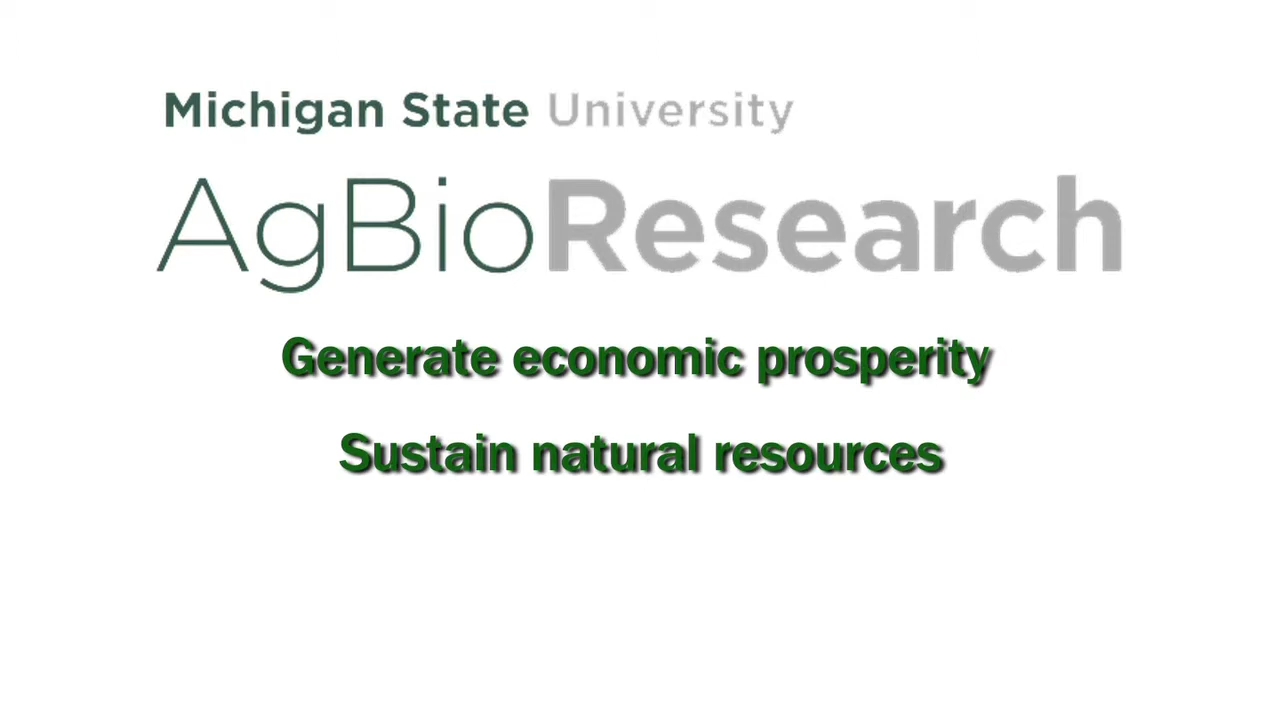 Michigan State University
AgBioResearch
Generate economic prosperity
Sustain natural resources